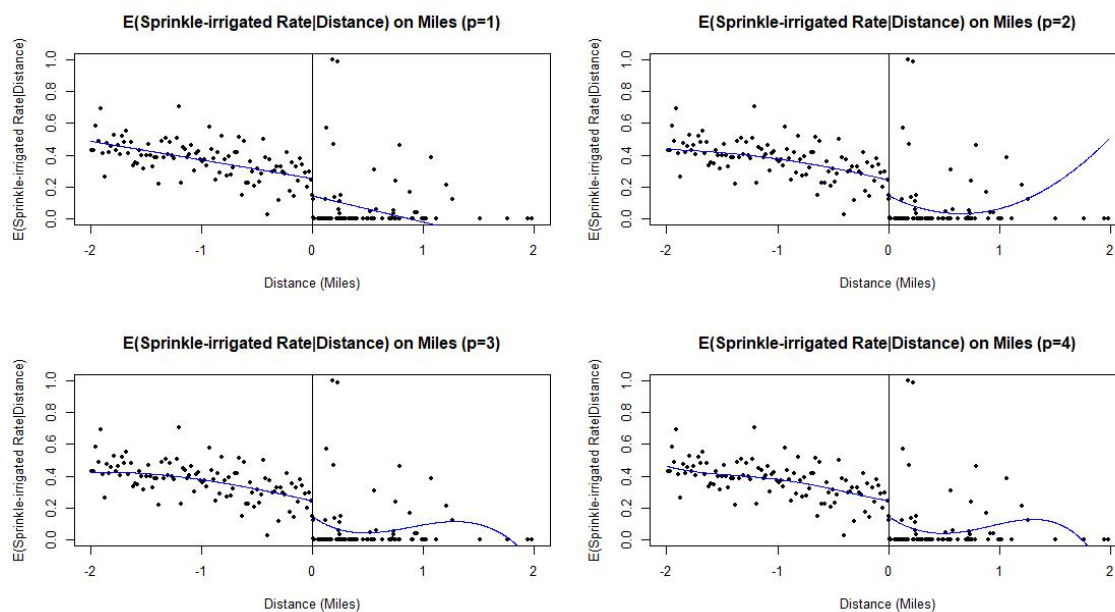 E(Sprinkle-irrigated Rate|Distance) on Miles (p=1)
E(Sprinkle-irrigated Rate|Distance)
0.0 0.2 0.4 0.6 0.8 1.0
-2 -1 0 1 2
Distance (Miles)
E(Sprinkle-irrigated Rate|Distance) on Miles (p=2)
E(Sprinkle-irrigated Rate|Distance)
0.0 0.2 0.4 0.6 0.8 1.0
-2 -1 0 1 2
Distance (Miles)
E(Sprinkle-irrigated Rate|Distance) on Miles (p=3)
E(Sprinkle-irrigated Rate|Distance)
0.0 0.2 0.4 0.6 0.8 1.0
-2 -1 0 1 2
Distance (Miles)
E(Sprinkle-irrigated Rate|Distance) on Miles (p=4)
E(Sprinkle-irrigated Rate|Distance)
0.0 0.2 0.4 0.6 0.8 1.0
-2 -1 0 1 2
Distance (Miles)